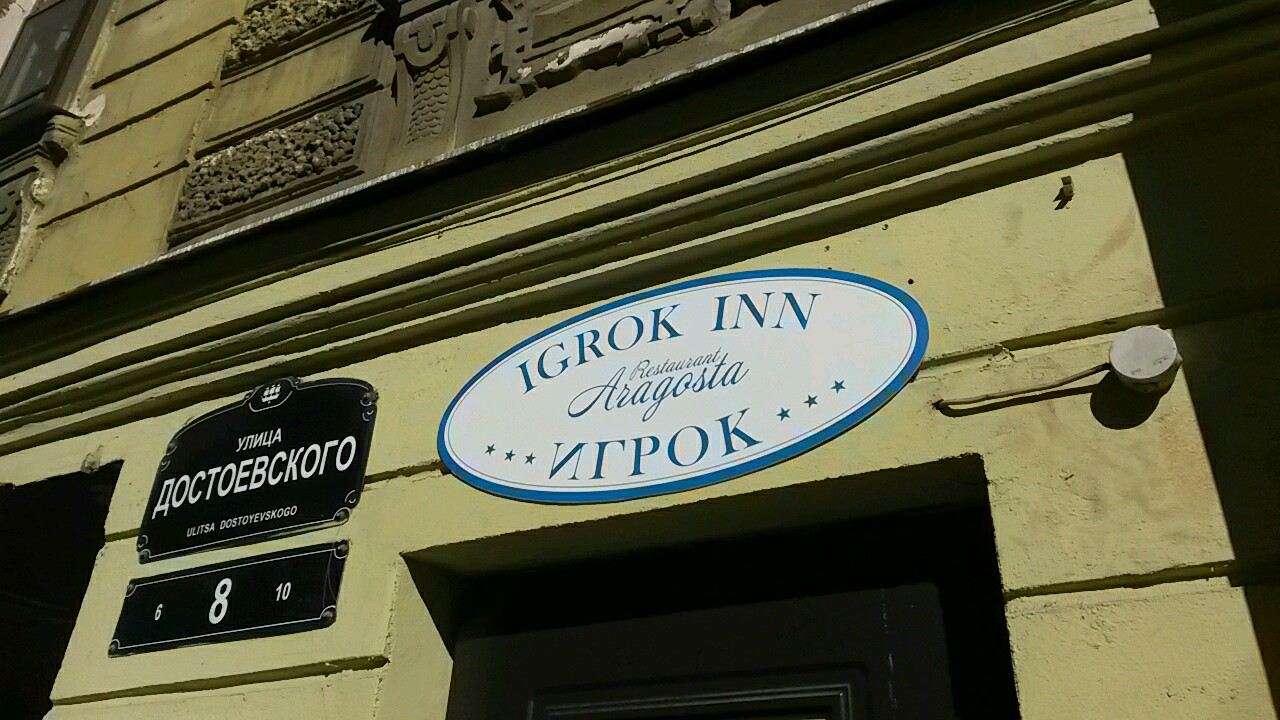 УЛИЦА
ДОСТОЕВСКОГО
ULITSA DOSTOYEVSKOGO
6 8 10
IGROK INN
Restaurant
Aragosta
ИГРОК